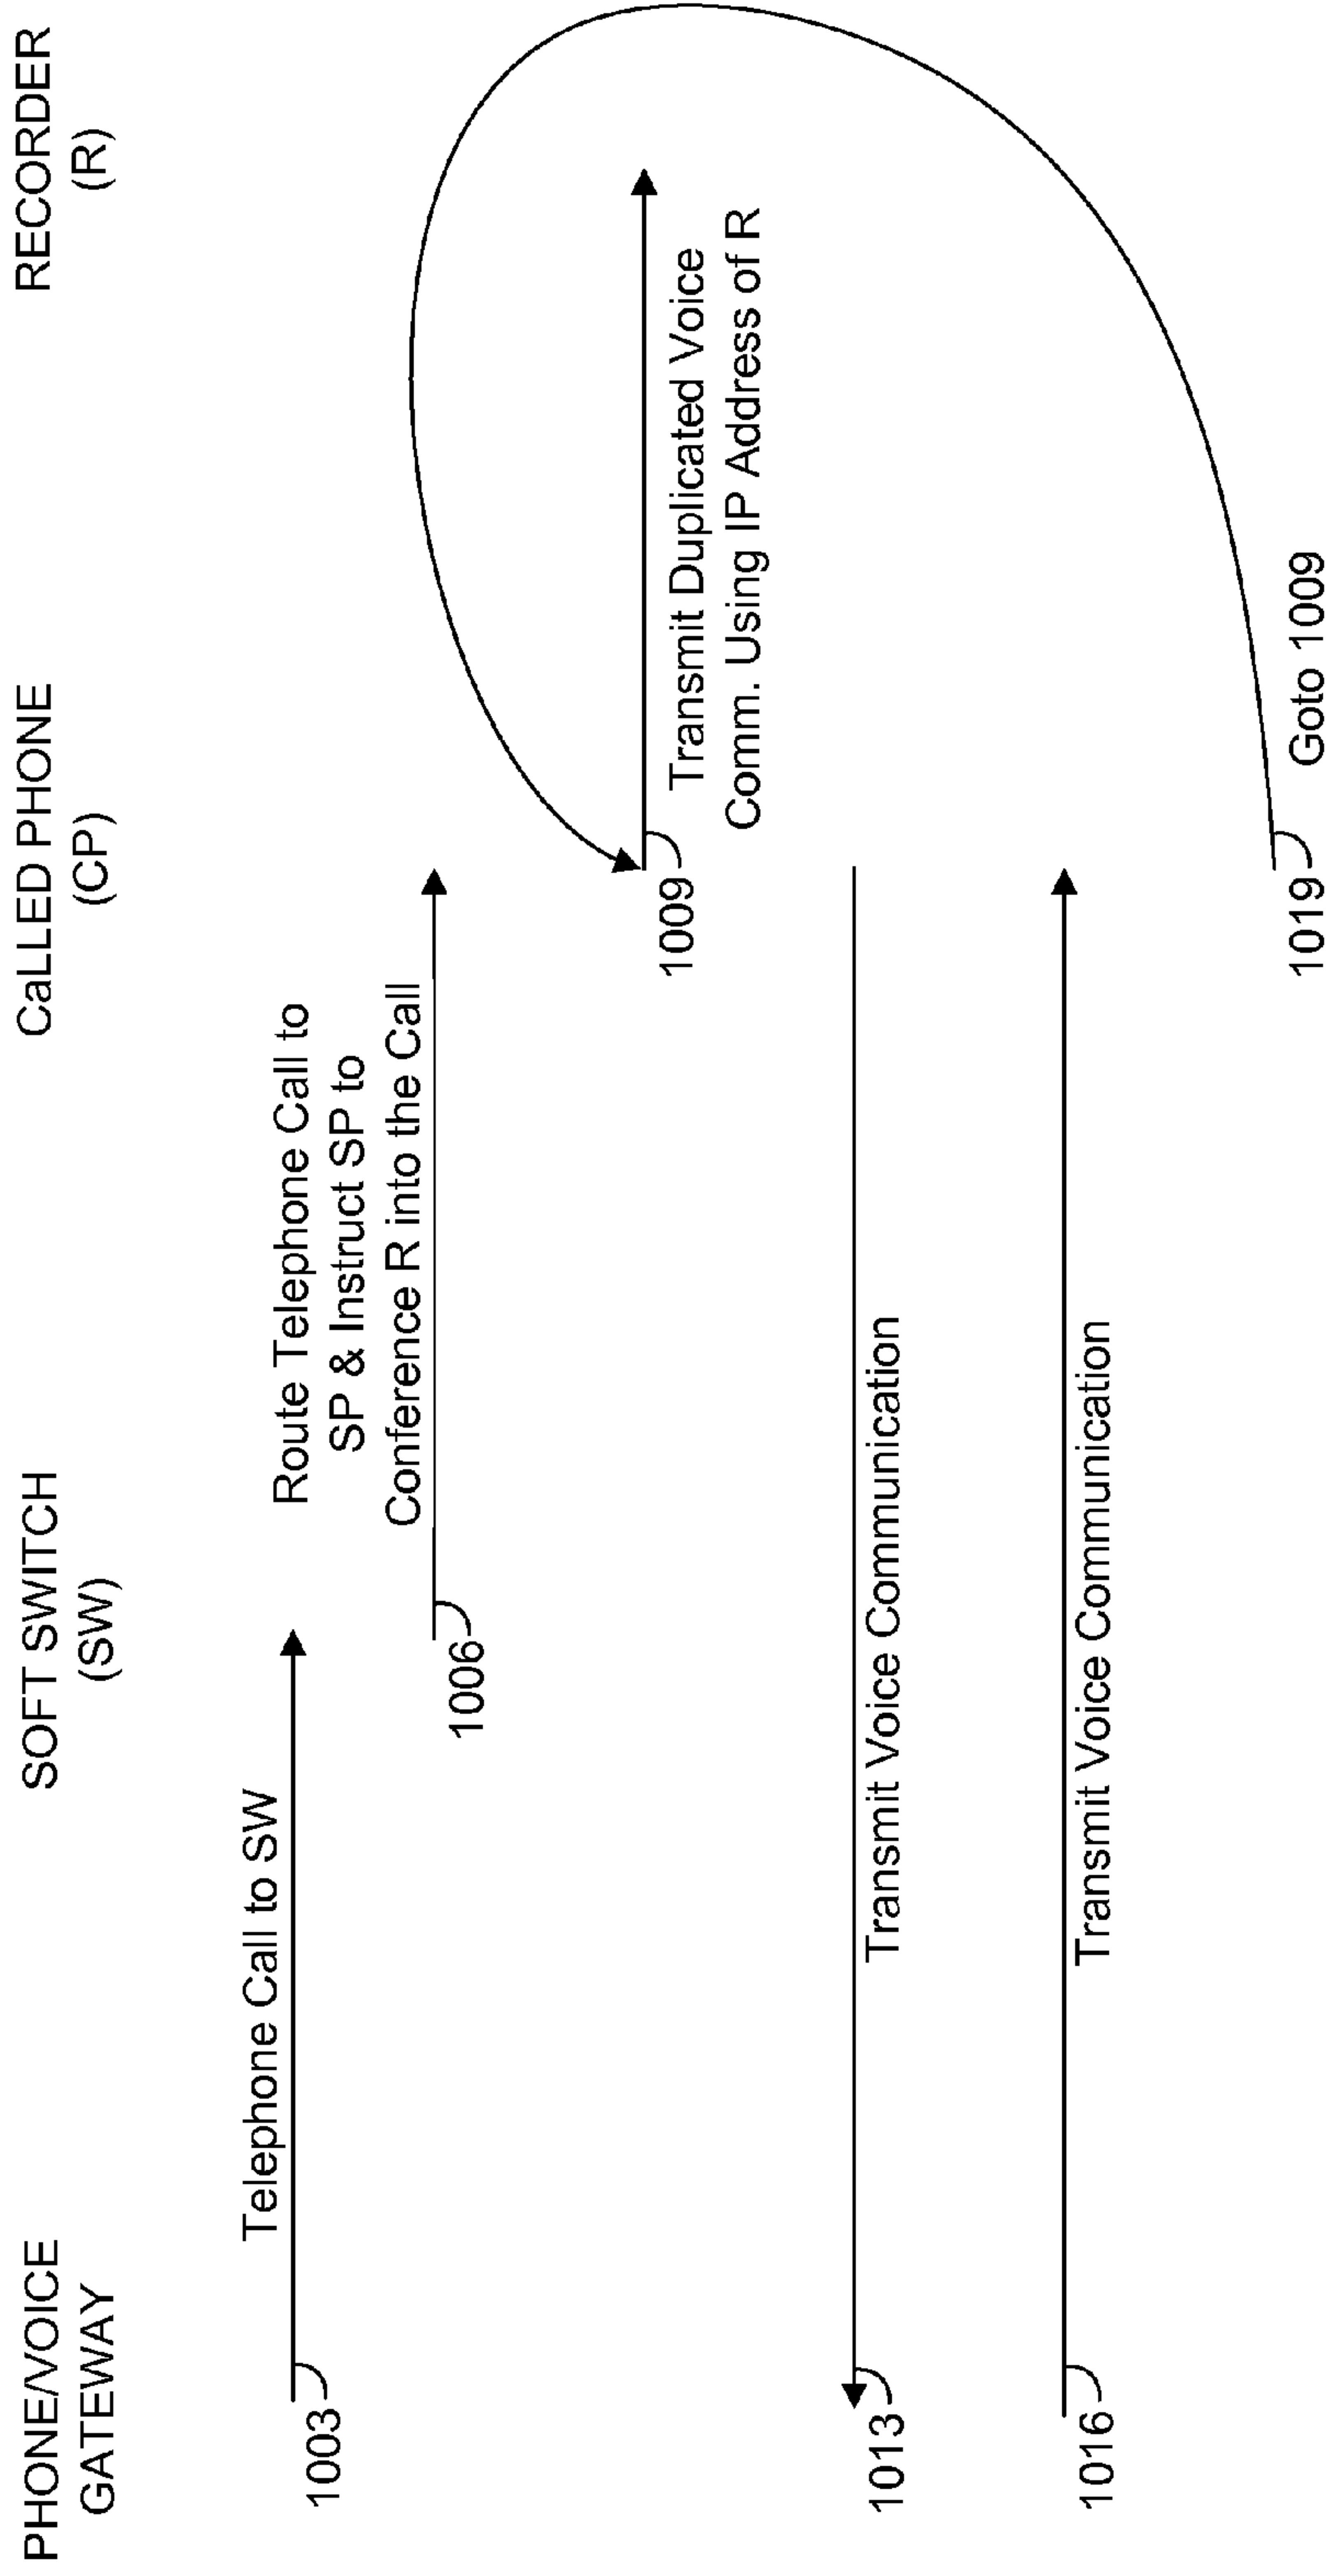 PHONE/VOICE
GATEWAY
SOFT SWITCH
(SW)
CaLLED PHONE
(CP)
RECORDER
(R)
Telephone Call to SW
1003
Route Telephone Call to
SP & Instruct SP to
Conference R into the Call
1006
1009
Transmit Duplicated Voice
Comm. Using IP Address of R
1013
Transmit Voice Communication
1016
Transmit Voice Communication
1019
Goto 1009